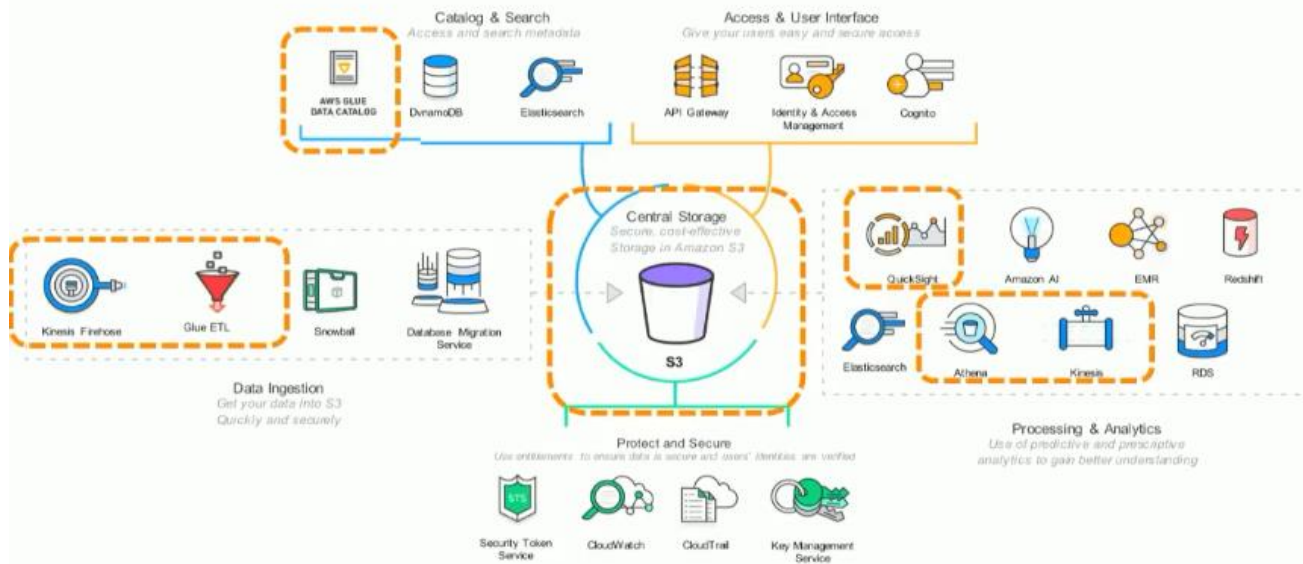 Catalog & Search
Access and search metadata
AWS GLUE
DATA CATALOG
DynamoDB
Elasticsearch
Access & User Interface
Give your users easy and secure access
API Gateway
Identity & Access
Management
Cognito
Central Storage
Secure, cost-effective
Storage in Amazon S3
S3
Kinesis Firehose
Glue ETL
Snowball
Database Migration
Service
Data Ingestion
Get your data into S3
Quickly and securely
QuickSight
Amazon AI
EMR
Redshift
Elasticsearch
Athena
Kinesis
RDS
Processing & Analytics
Use of predictive and prescriptive
analytics to gain better understanding
Protect and Secure
Use entitlements to ensure data is secure and users' identities are verified
STS
Security Token
Service
CloudWatch
CloudTrail
Key Management
Service